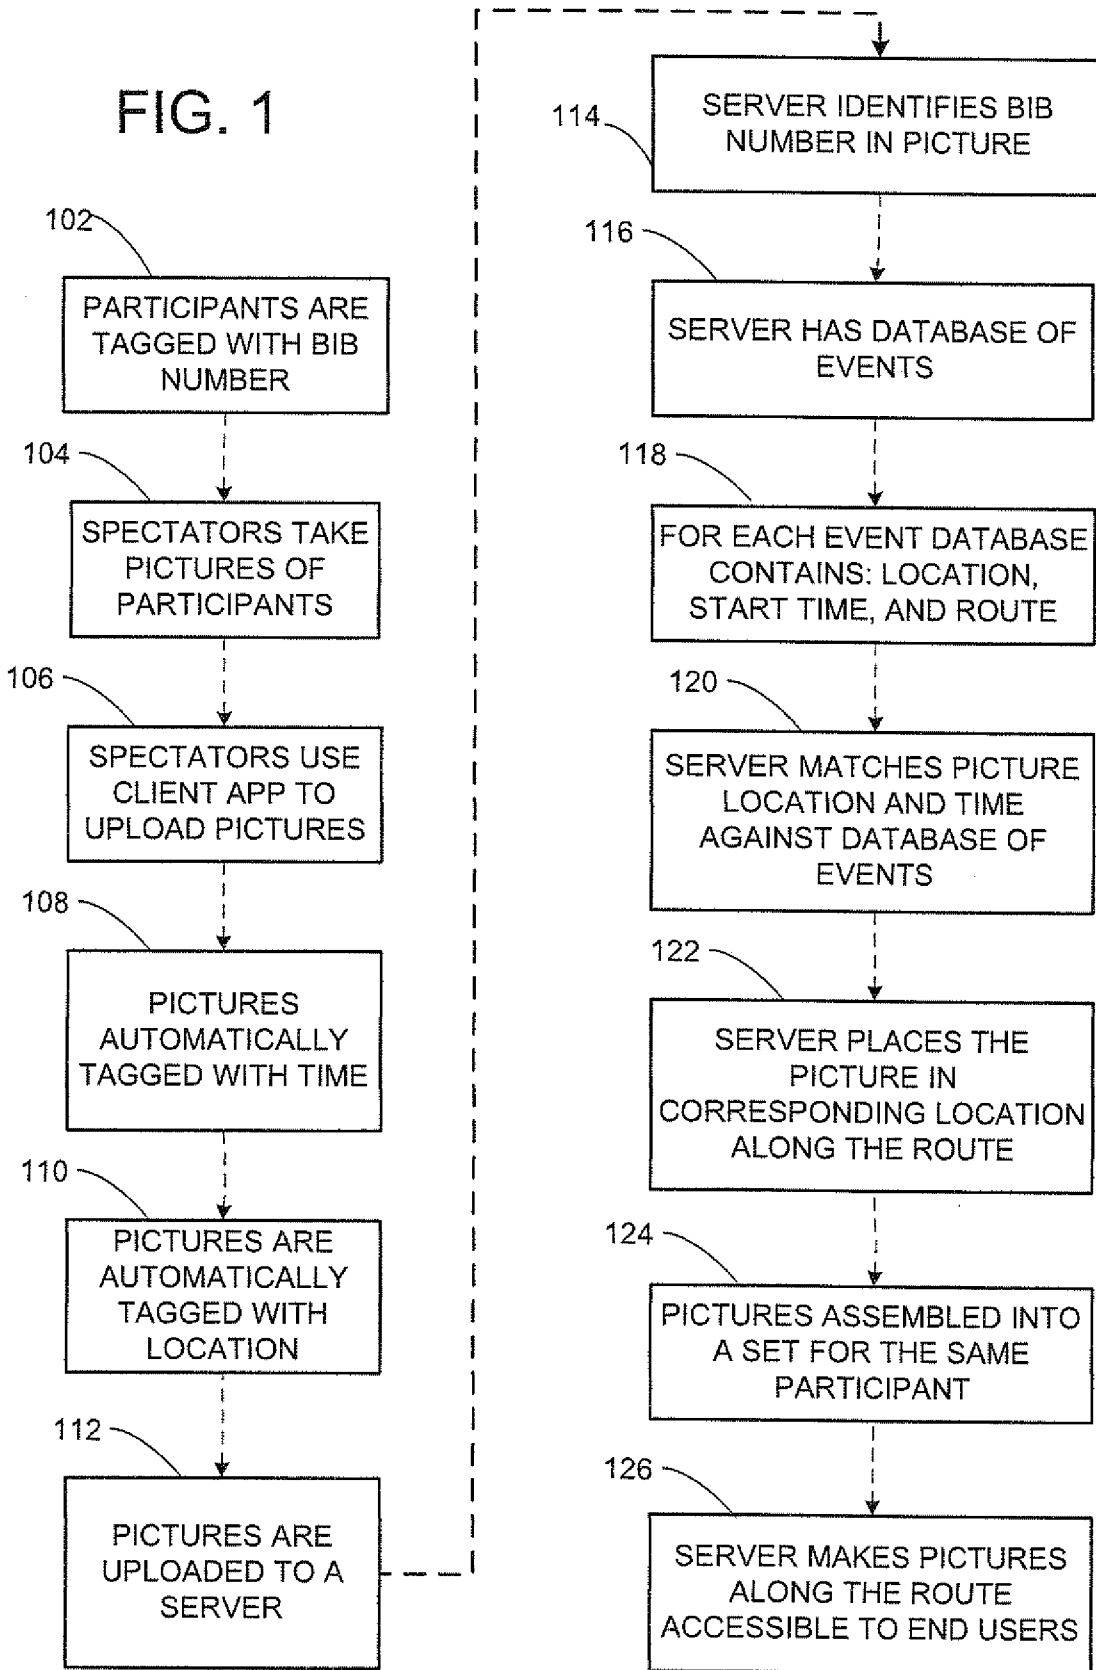 FIG. 1
102
PARTICIPANTS ARE
TAGGED WITH BIB
NUMBER
104
SPECTATORS TAKE
PICTURES OF
PARTICIPANTS
106
SPECTATORS USE
CLIENT APP TO
UPLOAD PICTURES
108
PICTURES
AUTOMATICALLY
TAGGED WITH TIME
110
PICTURES ARE
AUTOMATICALLY
TAGGED WITH
LOCATION
112
PICTURES ARE
UPLOADED TO A
SERVER
114
SERVER IDENTIFIES BIB
NUMBER IN PICTURE
116
SERVER HAS DATABASE OF
EVENTS
118
FOR EACH EVENT DATABASE
CONTAINS: LOCATION,
START TIME, AND ROUTE
120
SERVER MATCHES PICTURE
LOCATION AND TIME
AGAINST DATABASE OF
EVENTS
122
SERVER PLACES THE
PICTURE IN
CORRESPONDING LOCATION
ALONG THE ROUTE
124
PICTURES ASSEMBLED INTO
A SET FOR THE SAME
PARTICIPANT
126
SERVER MAKES PICTURES
ALONG THE ROUTE
ACCESSIBLE TO END USERS